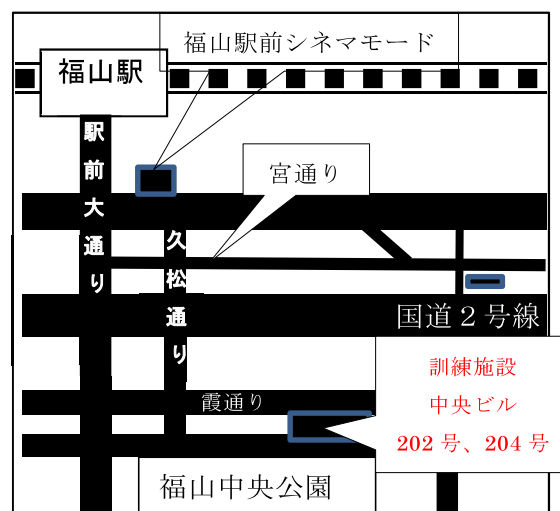 福山駅前シネマモード
福山駅
駅前大通り
宮通り
久松通り
国道２号線
訓練施設
中央ビル
202 号、204 号
霞通り
福山中央公園